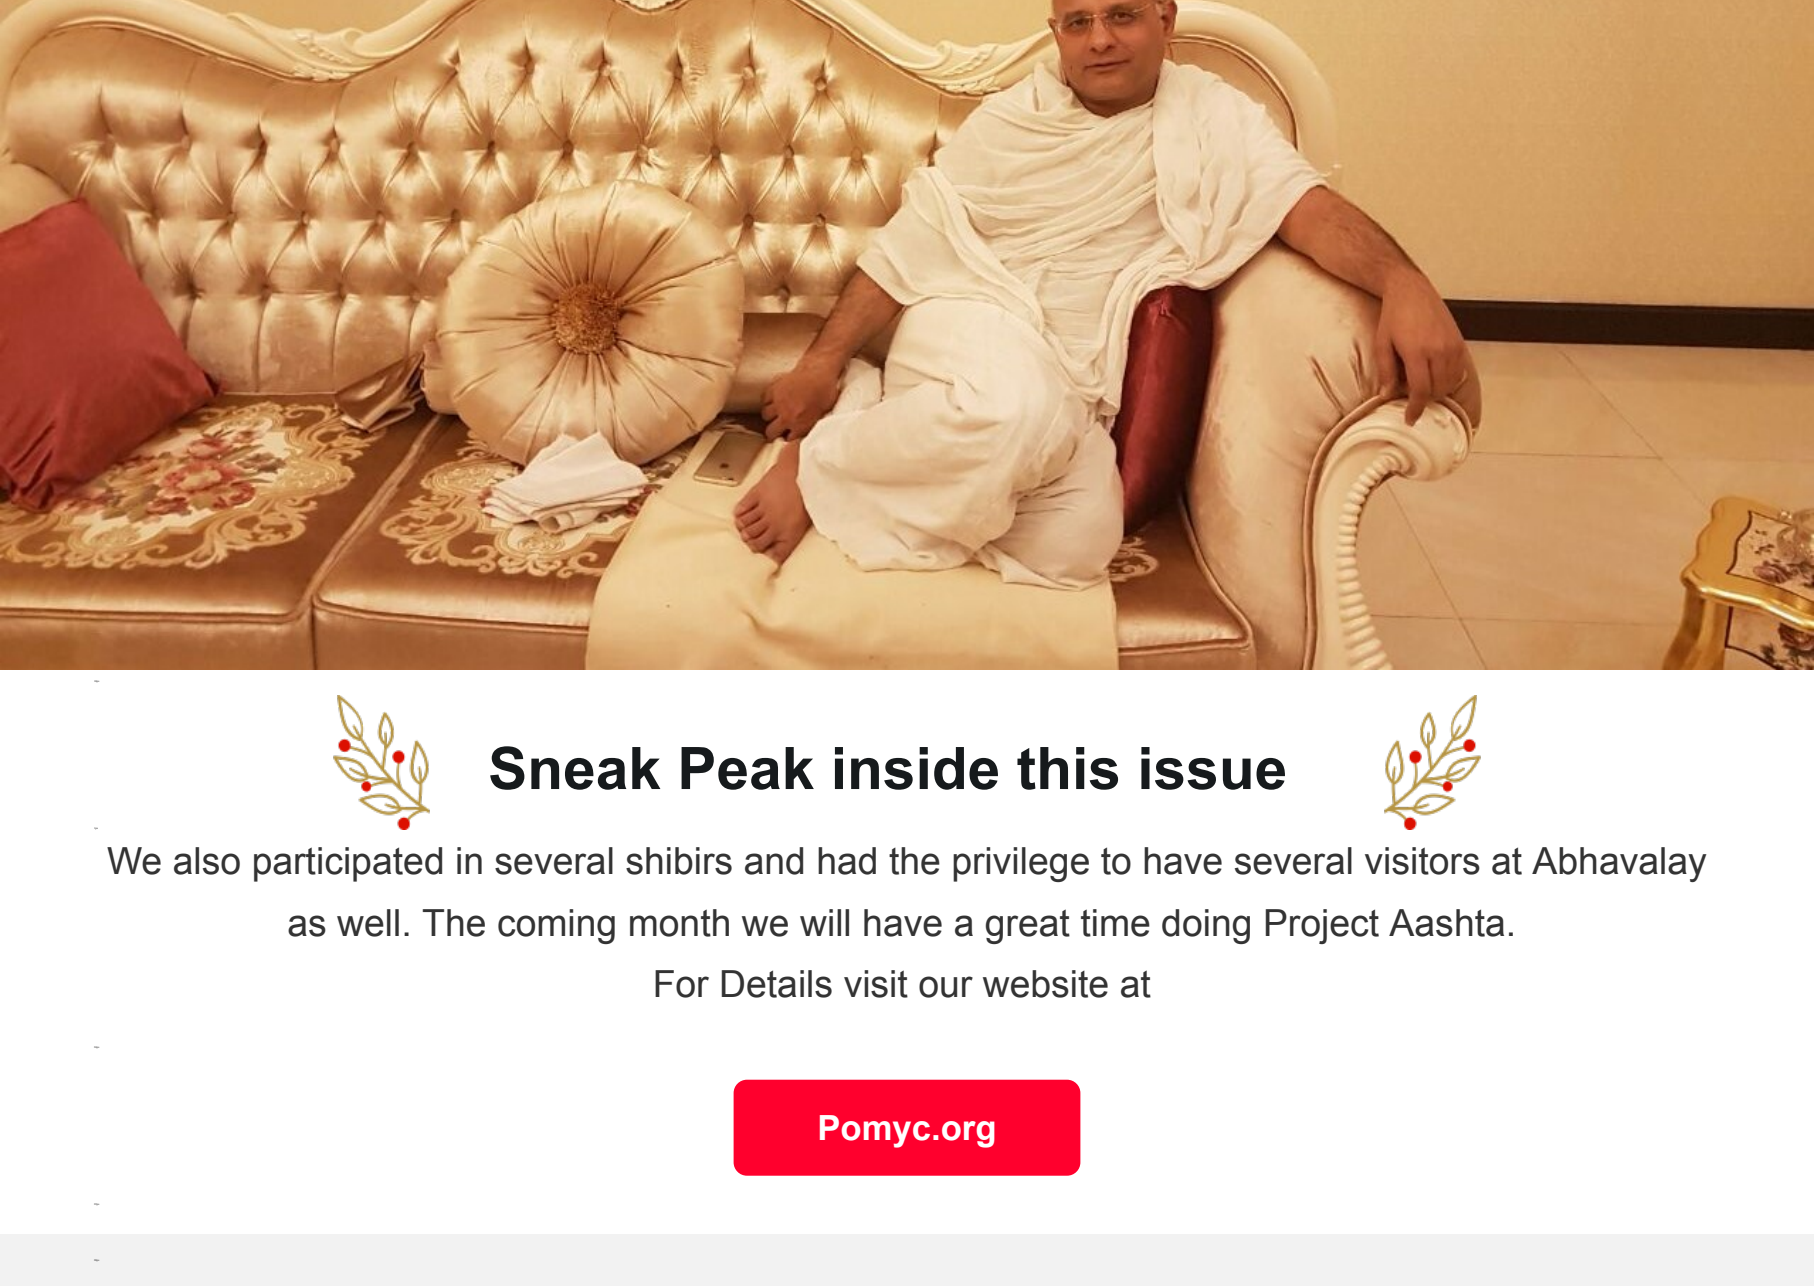 Sneak Peak inside this issue
We also participated in several shibirs and had the privilege to have several visitors at Abhavalay
as well. The coming month we will have a great time doing Project Aashta.
For Details visit our website at
Pomyc.org